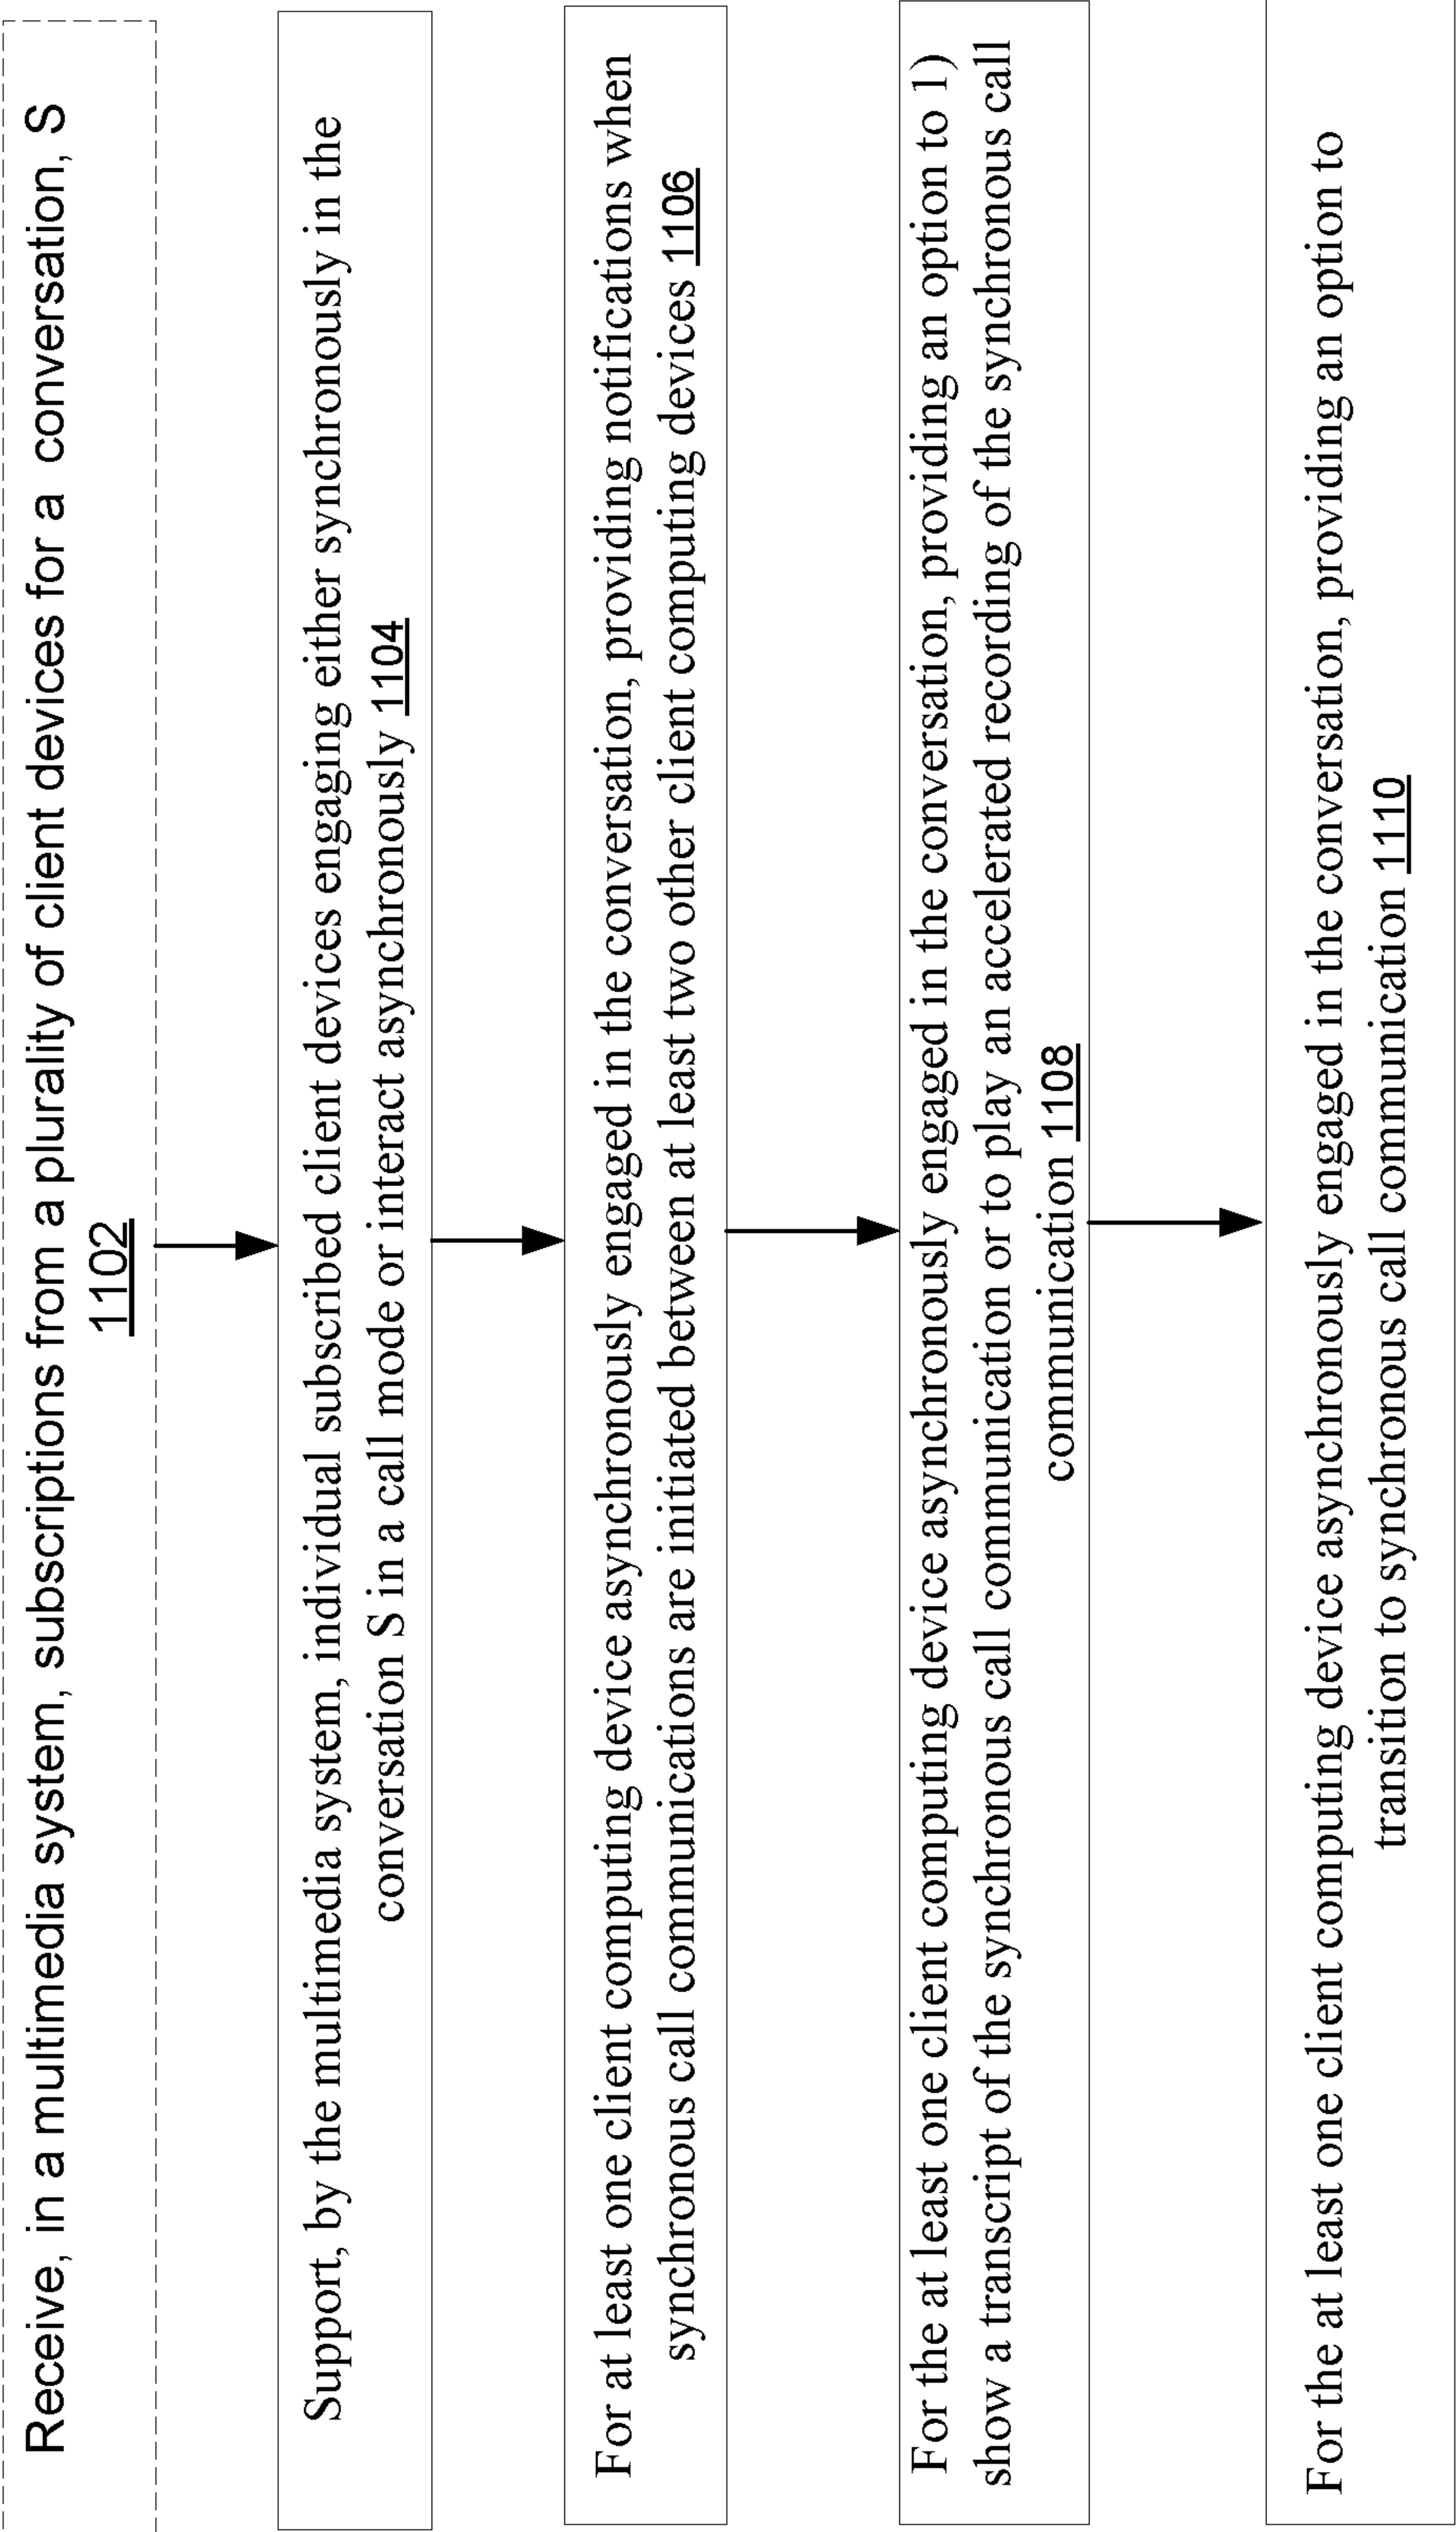 Receive, in a multimedia system, subscriptions from a plurality of client devices for a conversation, S
1102
Support, by the multimedia system, individual subscribed client devices engaging either synchronously in the
conversation S in a call mode or interact asynchronously 1104
For at least one client computing device asynchronously engaged in the conversation, providing notifications when
synchronous call communications are initiated between at least two other client computing devices 1106
For the at least one client computing device asynchronously engaged in the conversation, providing an option to 1)
show a transcript of the synchronous call communication or to play an accelerated recording of the synchronous call
communication 1108
For the at least one client computing device asynchronously engaged in the conversation, providing an option to
transition to synchronous call communication 1110